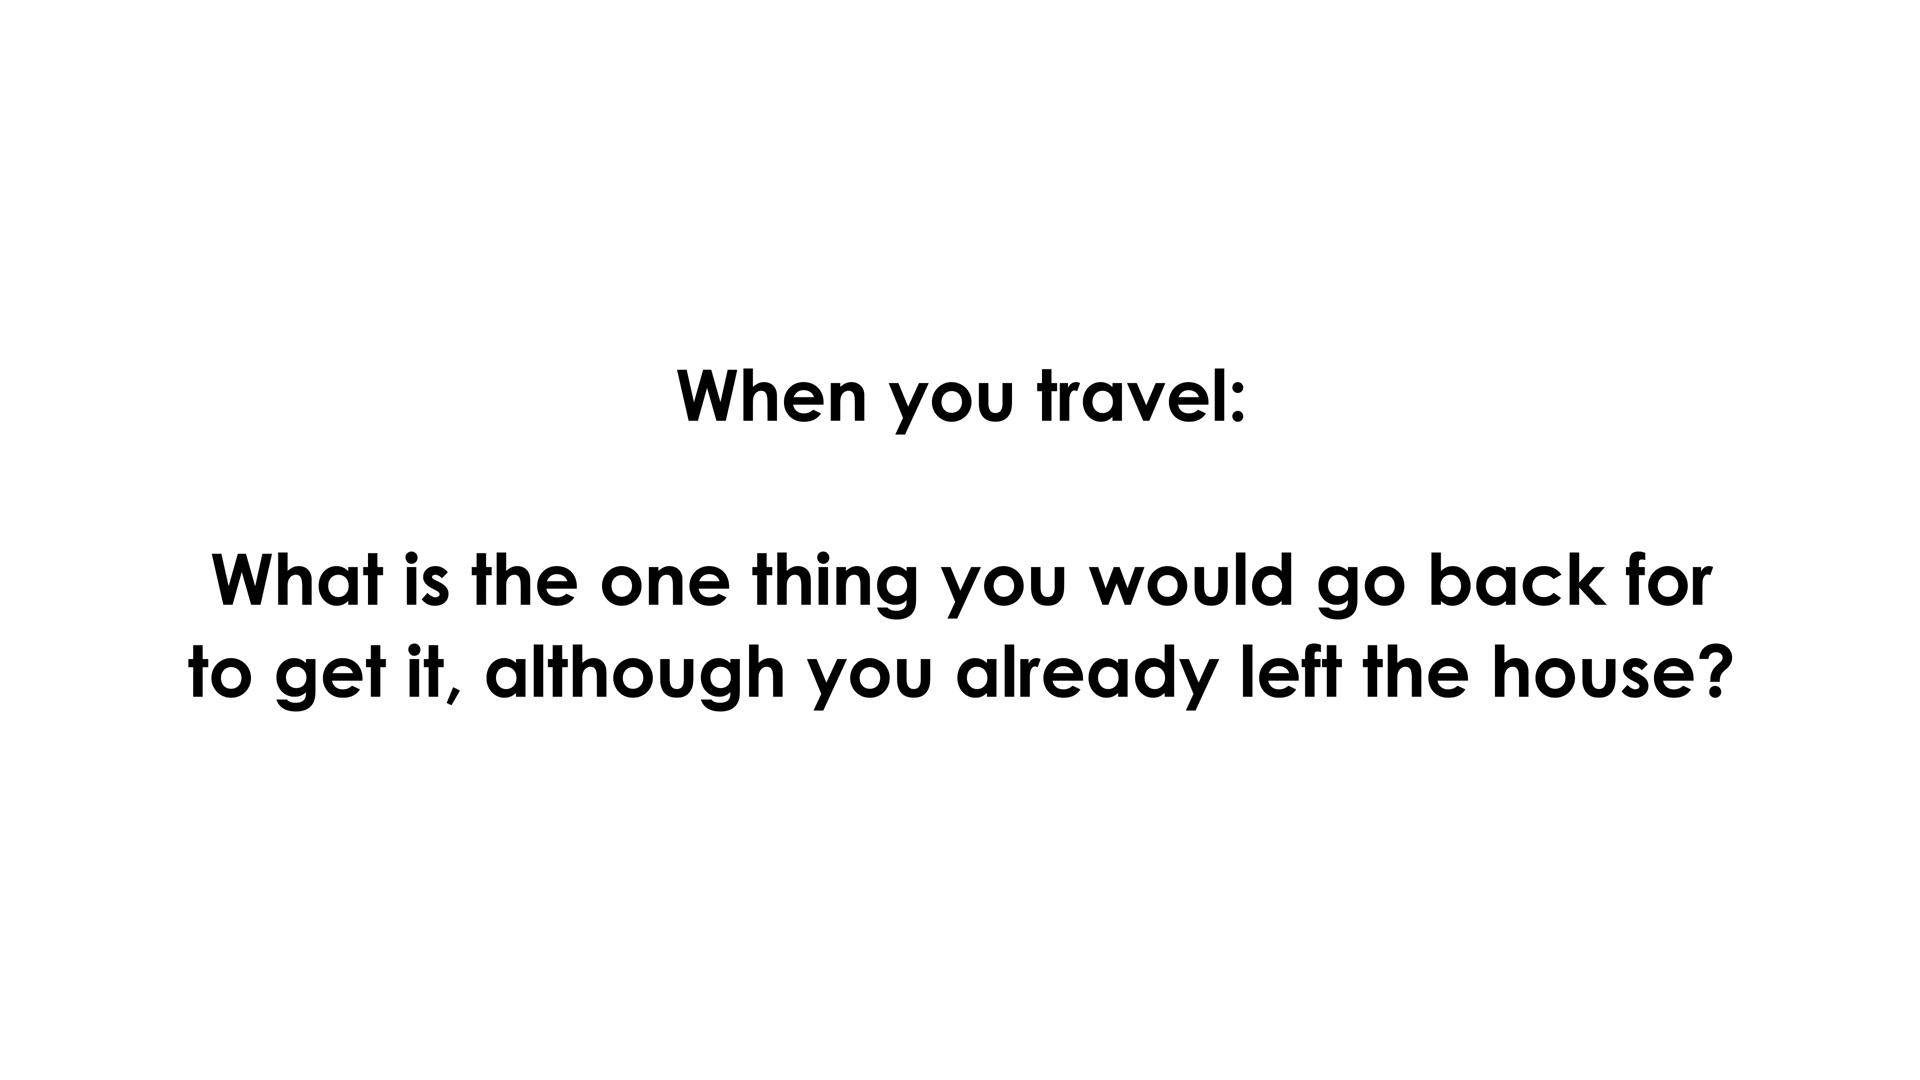 When you travel:
What is the one thing you would go back for
to get it, although you already left the house?